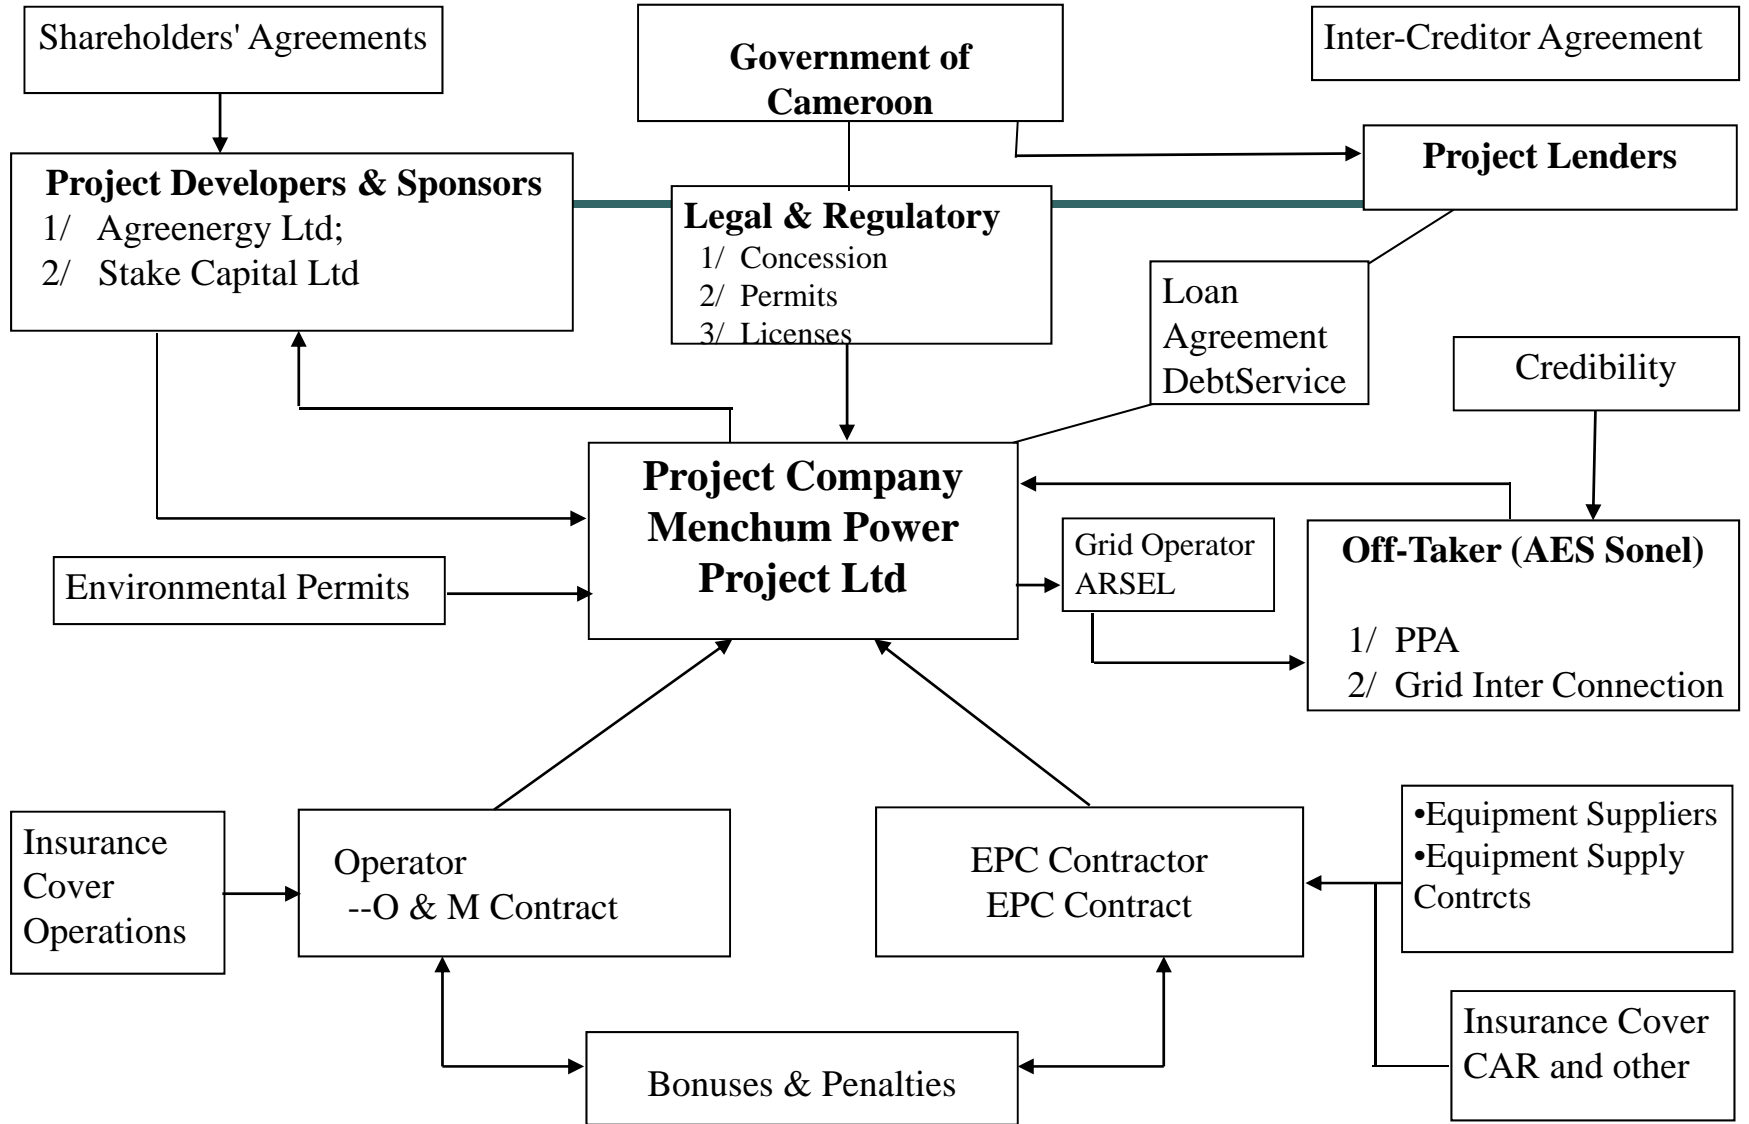 Shareholders' Agreements
Government of
Cameroon
Inter-Creditor Agreement
Project Developers & Sponsors
1/ Agreenergy Ltd;
2/ Stake Capital Ltd
Legal & Regulatory
1/ Concession
2/ Permits
3/ Licenses
Project Lenders
Loan
Agreement
DebtService
Credibility
Project Company
Menchum Power
Project Ltd
Environmental Permits
Grid Operator
ARSEL
Off-Taker (AES Sonel)
1/ PPA
2/ Grid Inter Connection
Insurance
Cover
Operations
Operator
--O & M Contract
EPC Contractor
EPC Contract
•Equipment Suppliers
•Equipment Supply
Contrcts
Insurance Cover
CAR and other
Bonuses & Penalties